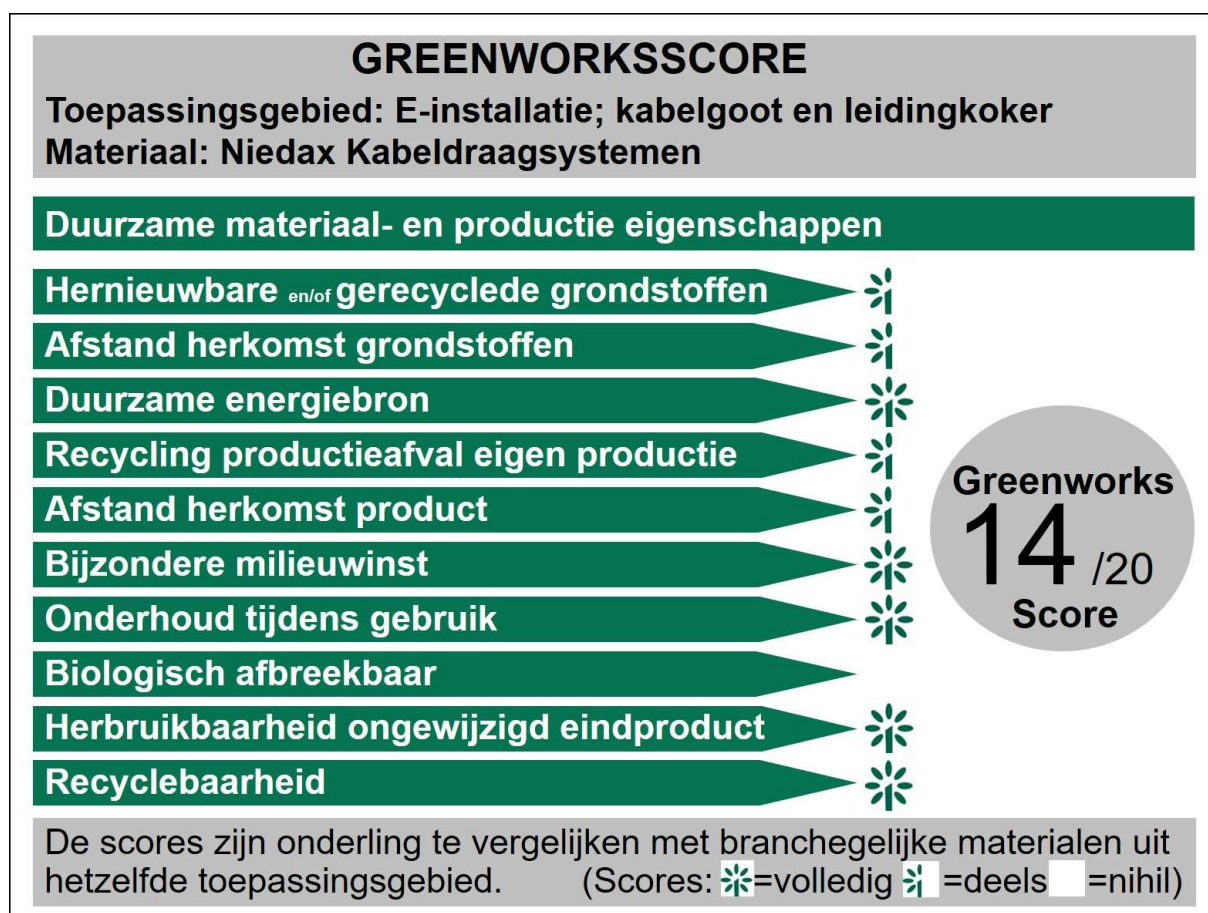 GREENWORKSSCORE
Toepassingsgebied: E-installatie; kabelgoot en leidingkoker
Materiaal: Niedax Kabeldraagsystemen
Duurzame materiaal- en productie eigenschappen
Hernieuwbare en/of gerecyclede grondstoffen
Afstand herkomst grondstoffen
Duurzame energiebron
Recycling productieafval eigen productie
Afstand herkomst product
Bijzondere milieuwinst
Onderhoud tijdens gebruik
Biologisch afbreekbaar
Herbruikbaarheid ongewijzigd eindproduct
Recyclebaarheid
Greenworks
14 /20
Score
De scores zijn onderling te vergelijken met branchegelijke materialen uit
hetzelfde toepassingsgebied. (Scores: =volledig =deels =nihil)